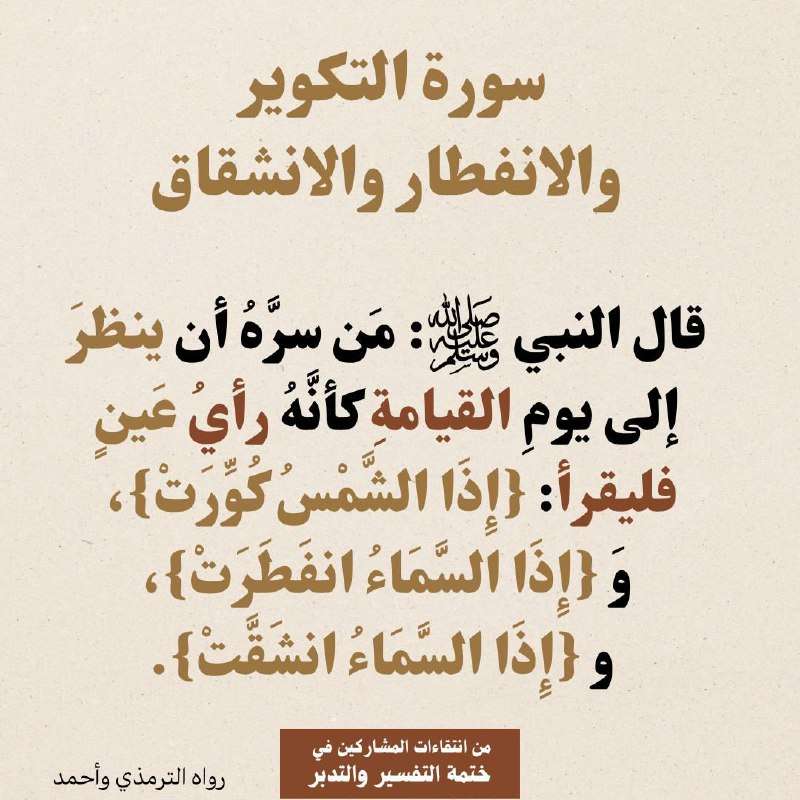 سورة التكوير
والانفطار والانشقاق
قال النبي ﷺ: مَن سرَّهُ أن ينظرَ
إلى يومِ القيامةِ كأنَّهُ رأيُ عَينٍ
فليقرأ: {إِذَا الشَّمْسُ كُوِّرَتْ}،
وَ {إِذَا السَّمَاءُ انفَطَرَتْ}،
و {إِذَا السَّمَاءُ انشَقَّتْ}.
من انتقاءات المشاركين في
ختمة التفسير والتدبر
رواه الترمذي وأحمد